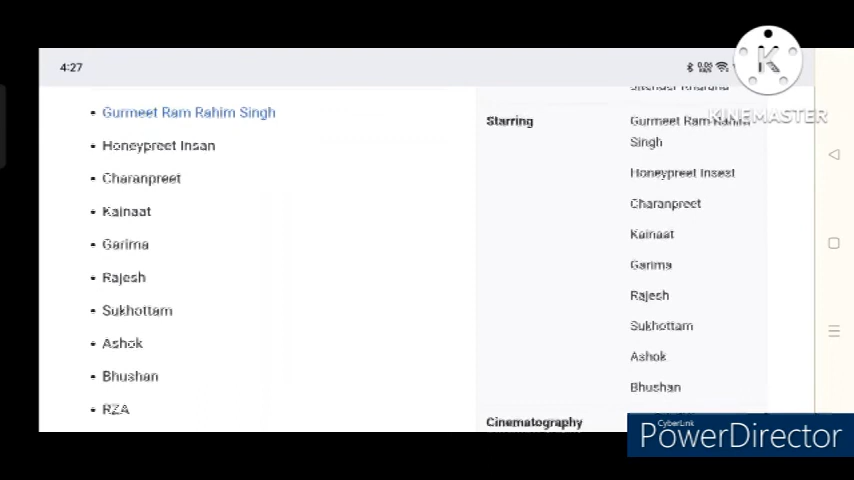 4:27
KINEMASTER
• Gurmeet Ram Rahim Singh
• Honeypreet Insan
• Charanpreet
• Kainaat
• Garima
• Rajesh
• Sukhottam
• Ashok
• Bhushan
• RZA
Starring
Gurmeet Ram Rahim
Singh
Honeypreet Insest
Charanpreet
Kainaat
Garima
Rajesh
Sukhottam
Ashok
Bhushan
Cinematography
CyberLink
PowerDirector